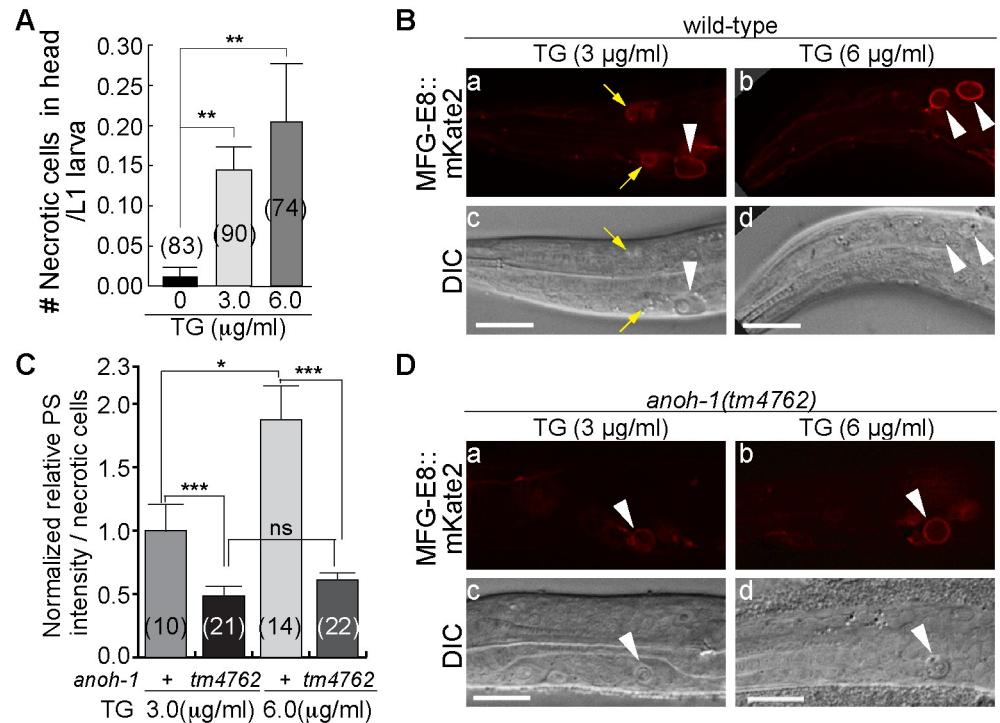 A
# Necrotic cells in head
/L1 larva
0.30
0.25
0.20
0.15
0.10
0.05
0.00
**
**
(83)
(90)
(74)
0
3.0
6.0
TG (μg/ml)
B
wild-type
TG (3 µg/ml)
TG (6 µg/ml)
MFG-E8::
mKate2
a
b
DIC
c
d
C
Normalized relative PS
intensity / necrotic cells
2.3
2.0
1.5
1.0
0.5
0.0
*
***
***
ns
(10)
(21)
(14)
(22)
anoh-1 + tm4762 + tm4762
TG 3.0(μg/ml) 6.0(μg/ml)
D
anoh-1(tm4762)
TG (3 µg/ml)
TG (6 µg/ml)
MFG-E8::
mKate2
a
b
DIC
c
d